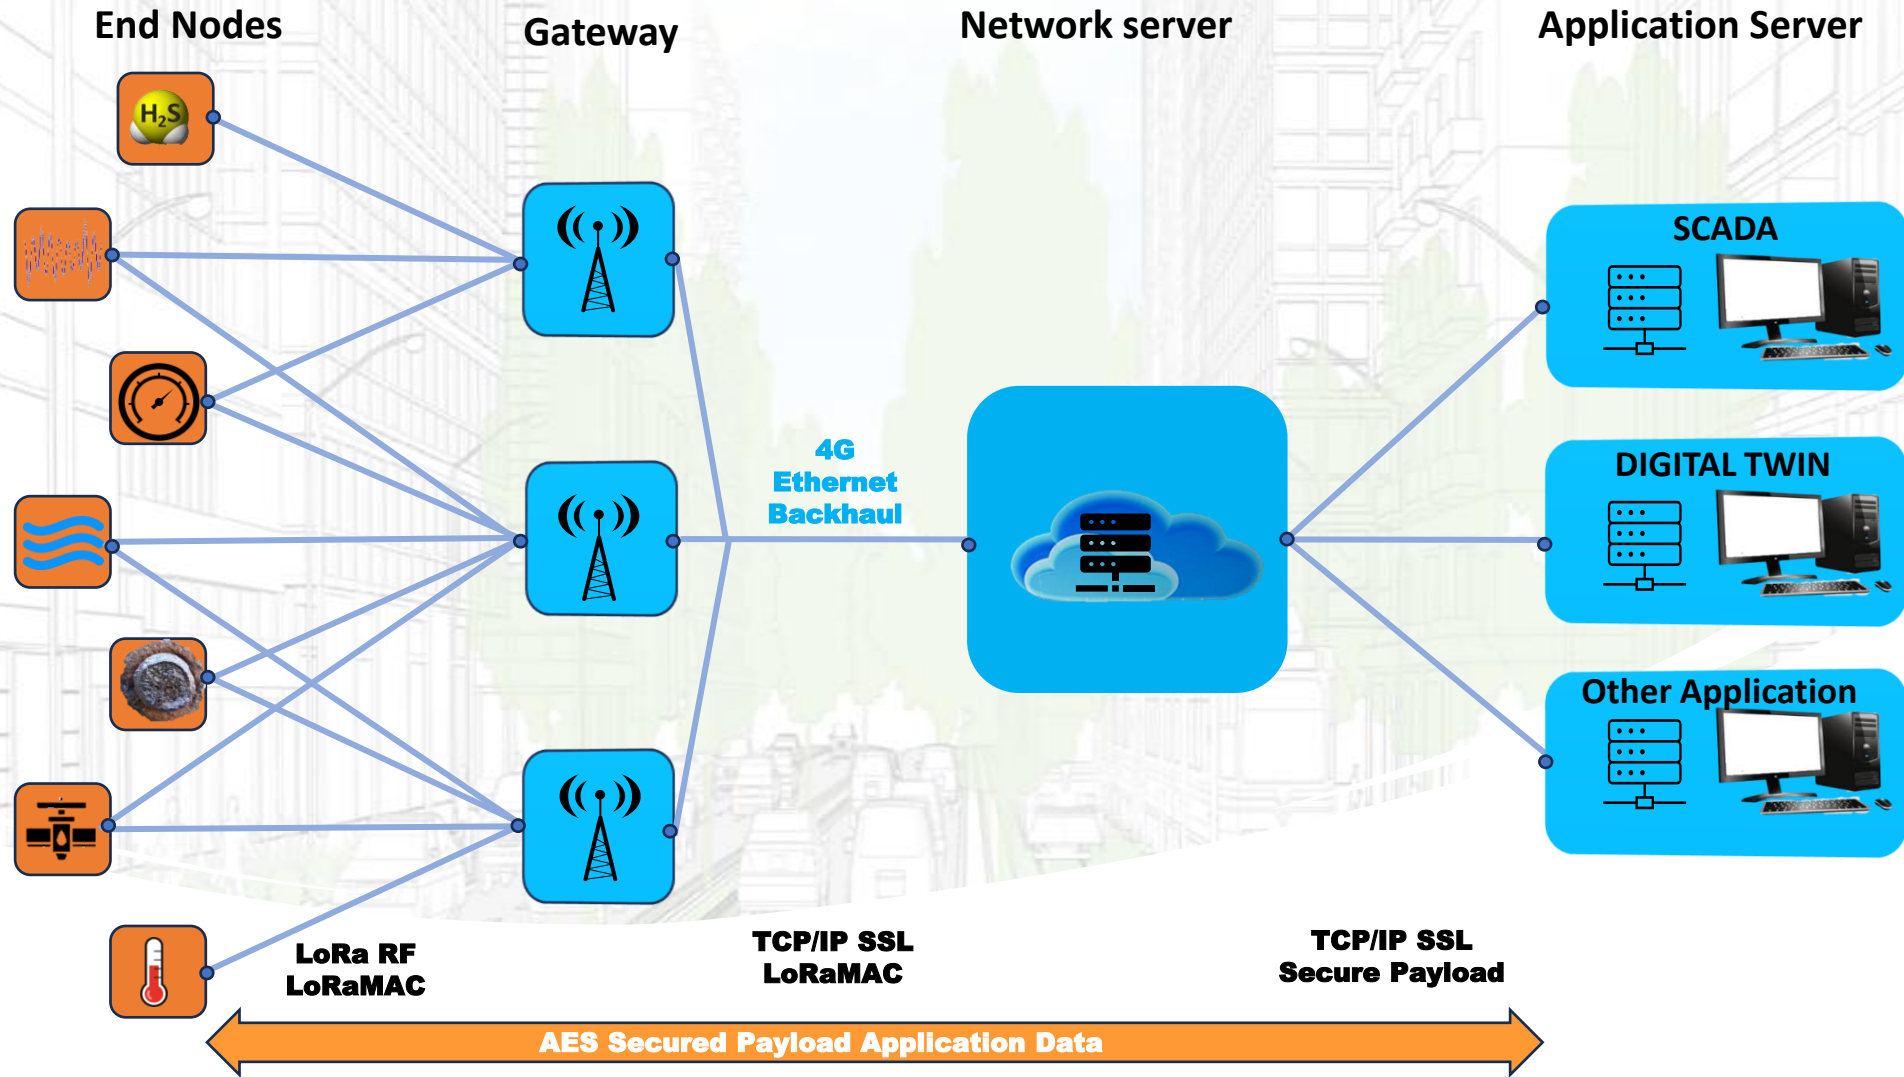 End Nodes
Gateway
Network server
Application Server
H₂S
SCADA
4G
Ethernet
Backhaul
DIGITAL TWIN
Other Application
LoRa RF
LoRaMAC
TCP/IP SSL
LoRaMAC
TCP/IP SSL
Secure Payload
AES Secured Payload Application Data